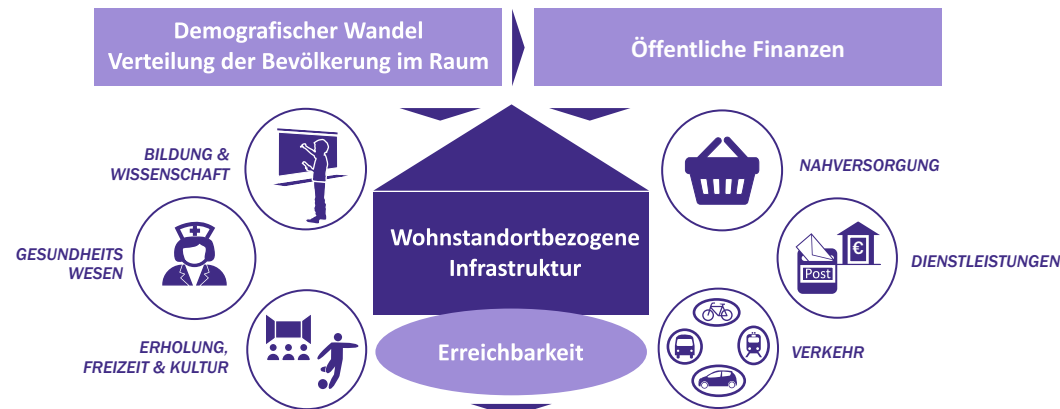 Demografischer Wandel
Verteilung der Bevölkerung im Raum
Öffentliche Finanzen
BILDUNG &
WISSENSCHAFT
NAHVERSORGUNG
GESUNDHEITS
WESEN
Wohnstandortbezogene
Infrastruktur
€
Post
DIENSTLEISTUNGEN
ERHOLUNG,
FREIZEIT & KULTUR
Erreichbarkeit
VERKEHR